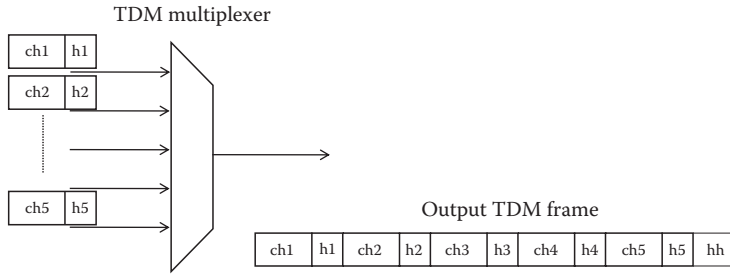 TDM multiplexer
ch1 h1
ch2 h2
ch5 h5
Output TDM frame
ch1 h1 ch2 h2 ch3 h3 ch4 h4 ch5 h5 hh